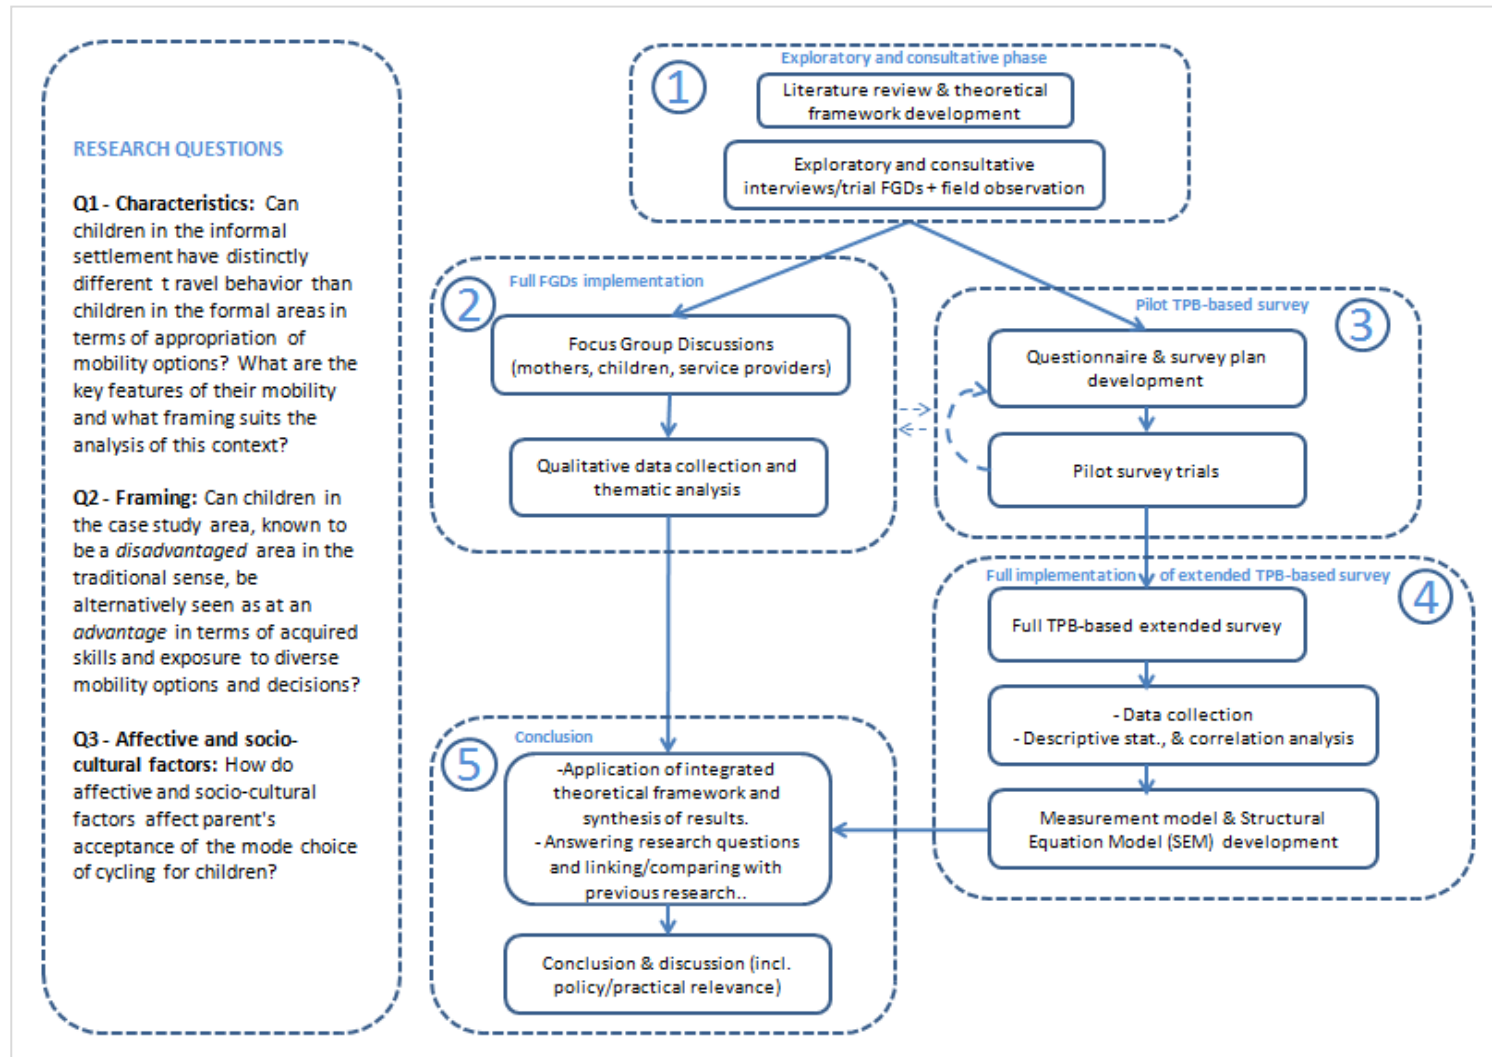 RESEARCH QUESTIONS
Q1 - Characteristics: Can
children in the informal
settlement have distinctly
different t ravel behavior than
children in the formal areas in
terms of appropriation of
mobility options? What are the
key features of their mobility
and what framing suits the
analysis of this context?
Q2 - Framing: Can children in
the case study area, known to
be a disadvantaged area in the
traditional sense, be
alternatively seen as at an
advantage in terms of acquired
skills and exposure to diverse
mobility options and decisions?
Q3 - Affective and socio-
cultural factors: How do
affective and socio-cultural
factors affect parent's
acceptance of the mode choice
of cycling for children?
1
Exploratory and consultative phase
Literature review & theoretical
framework development
Exploratory and consultative
interviews/trial FGDs + field observation
2
Full FGDs implementation
Focus Group Discussions
(mothers, children, service providers)
Qualitative data collection and
thematic analysis
Pilot TPB-based survey
3
Questionnaire & survey plan
development
Pilot survey trials
Full implementation of extended TPB-based survey
4
Full TPB-based extended survey
- Data collection
- Descriptive stat., & correlation analysis
Measurement model & Structural
Equation Model (SEM) development
5
Conclusion
-Application of integrated
theoretical framework and
synthesis of results.
- Answering research questions
and linking/comparing with
previous research..
Conclusion & discussion (incl.
policy/practical relevance)